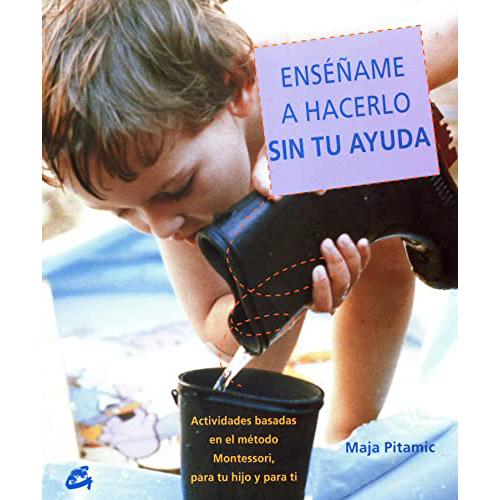 ENSÉÑAME
A HACERLO
SIN TU AYUDA
Actividades basadas
en el método
Montessori,
para tu hijo y para ti
Maja Pitamic